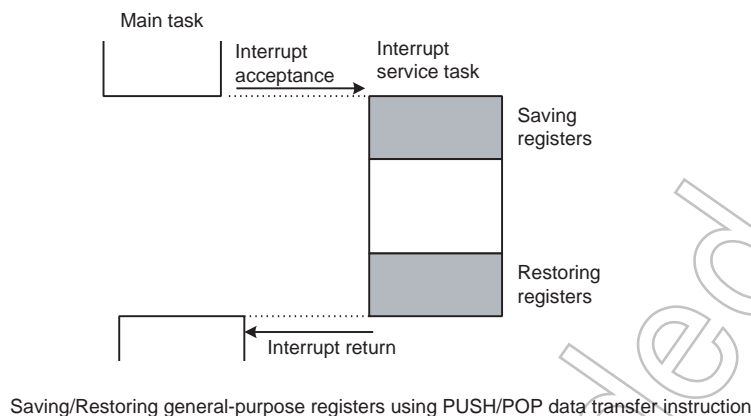 Main task
Interrupt
acceptance
Interrupt
service task
Saving
registers
Restoring
registers
Interrupt return
Saving/Restoring general-purpose registers using PUSH/POP data transfer instruction